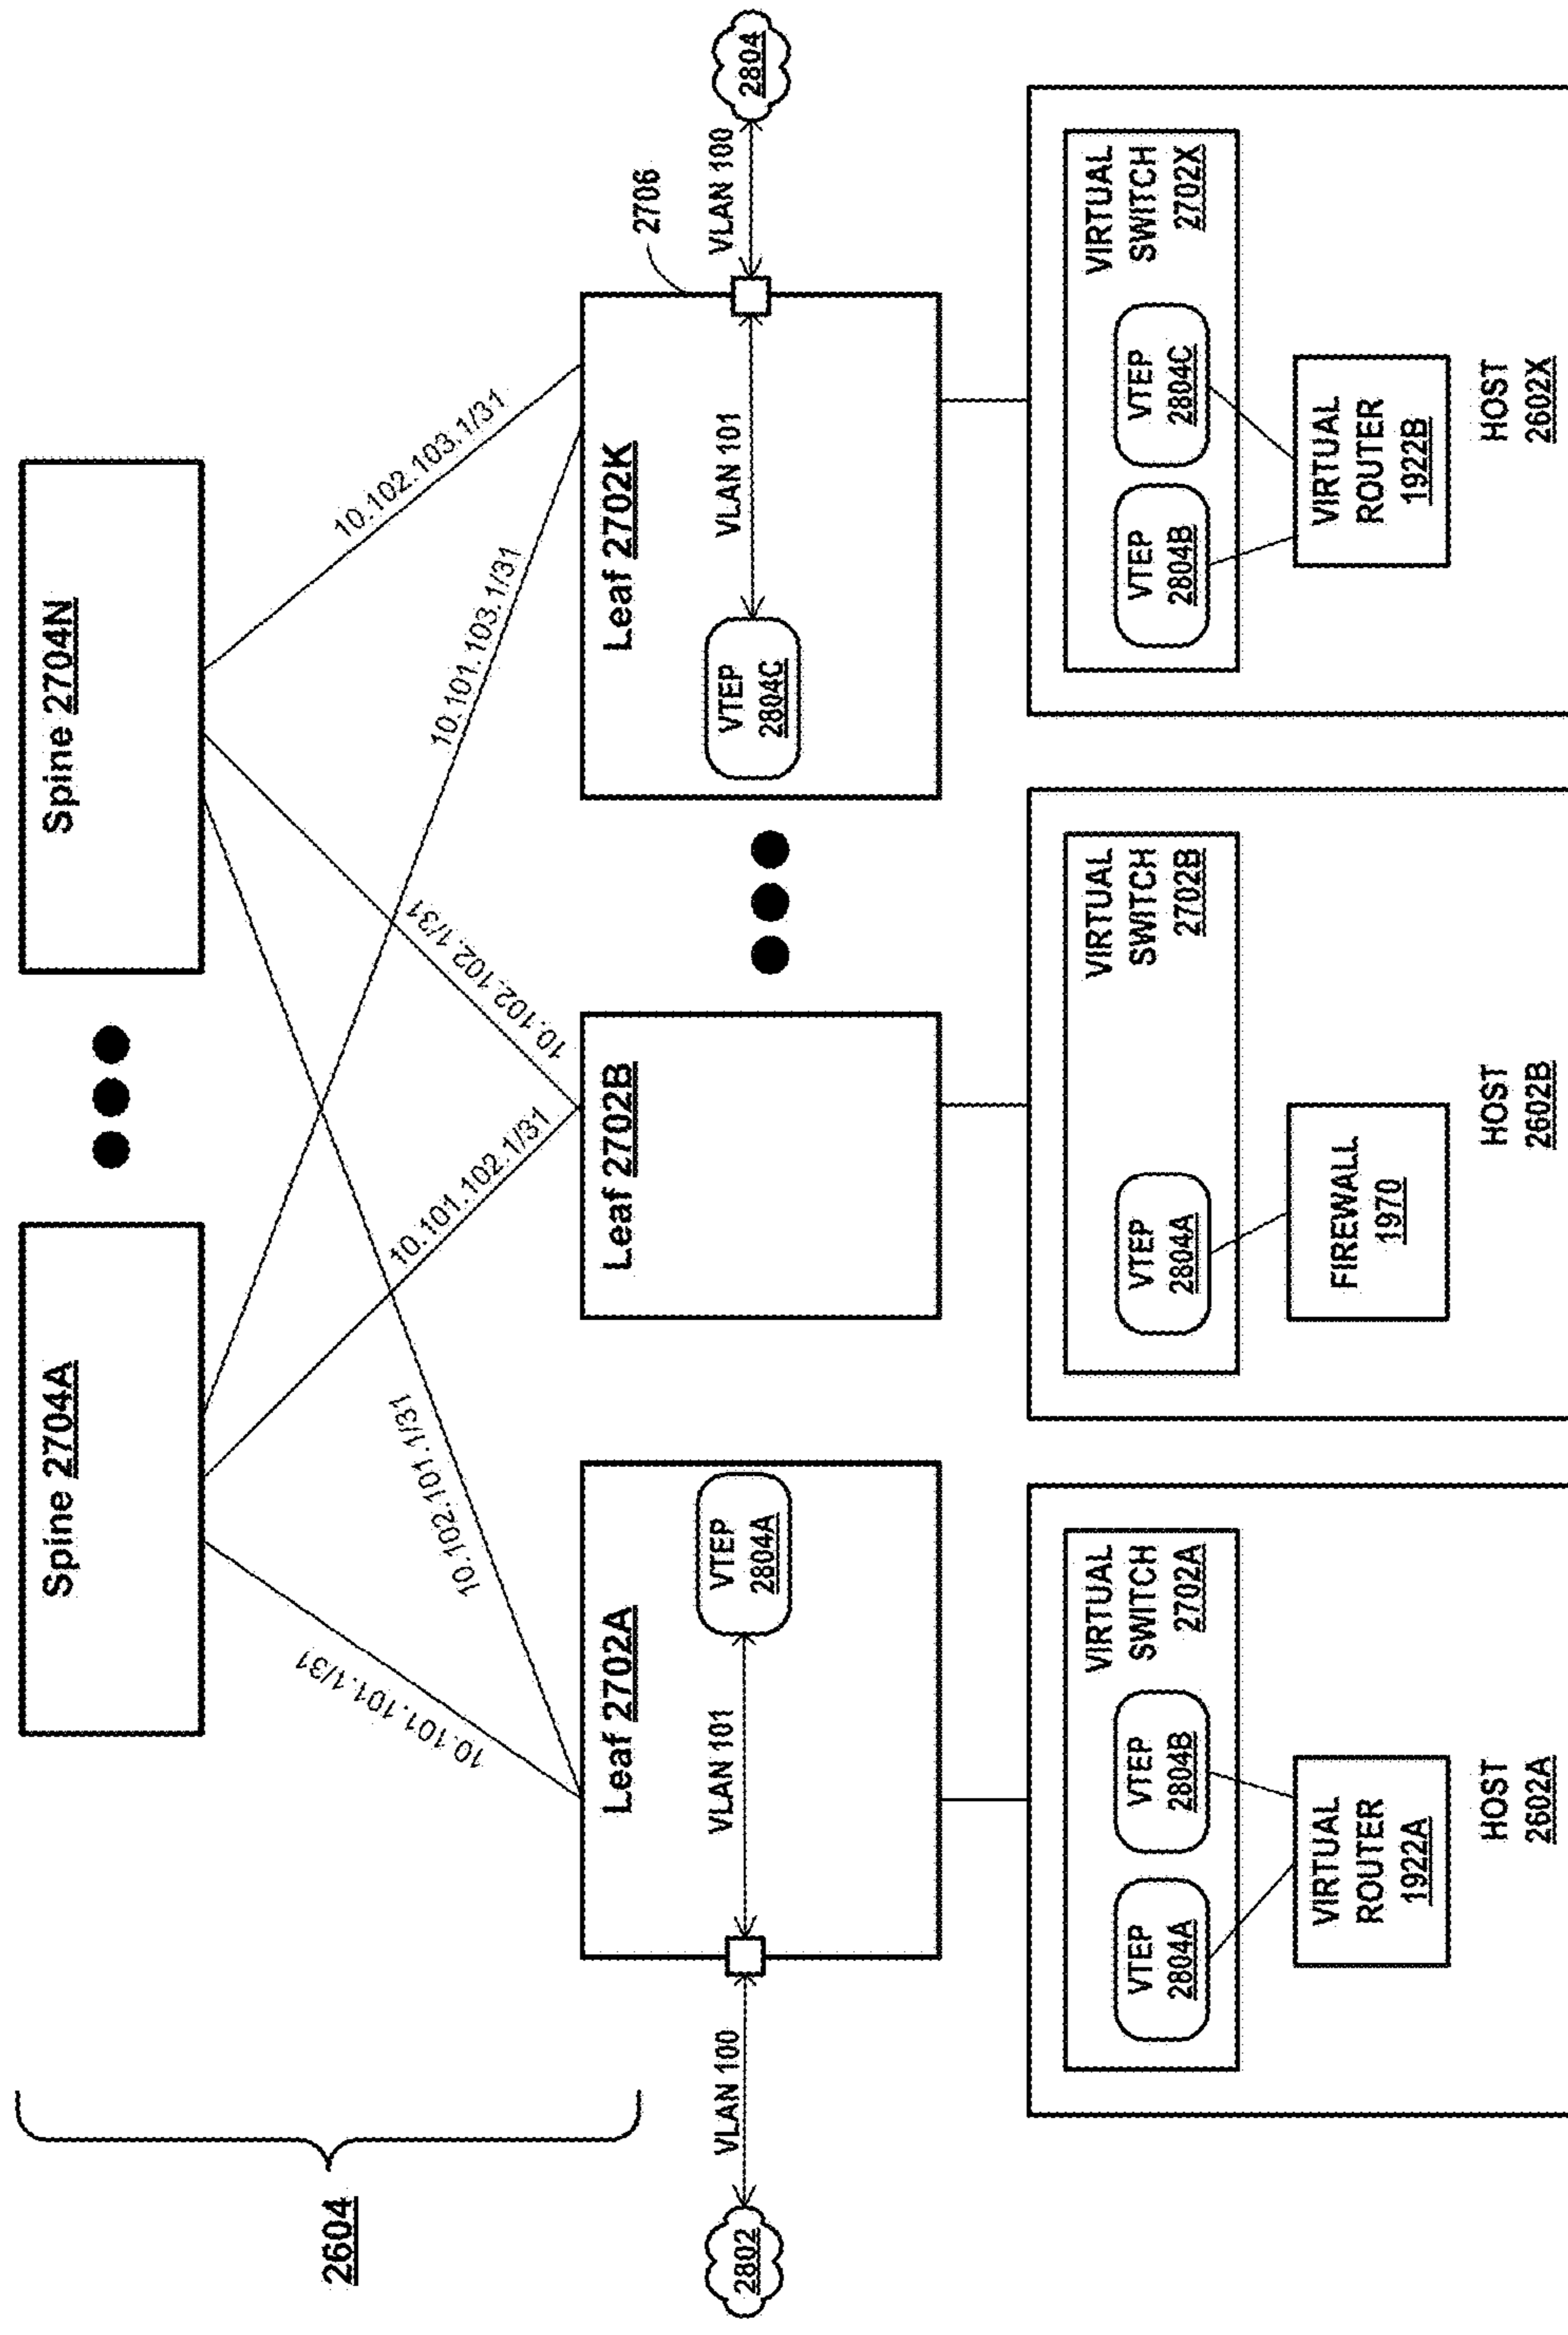 2604
Spine 2704A
Spine 2704N
10.101.101.1/31
10.102.101.1/31
10.101.102.1/31
10.102.102.1/31
10.101.103.1/31
10.102.103.1/31
2706
2802
VLAN 100
Leaf 2702A
VLAN 101
VTEP
2804A
Leaf 2702B
Leaf 2702K
VTEP
2804C
VLAN 101
VLAN 100
2804
VIRTUAL
SWITCH
2702A
VTEP
2804A
VTEP
2804B
VIRTUAL
ROUTER
1922A
HOST
2602A
VIRTUAL
SWITCH
2702B
VTEP
2804A
FIREWALL
1970
HOST
2602B
VIRTUAL
SWITCH
2702X
VTEP
2804B
VTEP
2804C
VIRTUAL
ROUTER
1922B
HOST
2602X